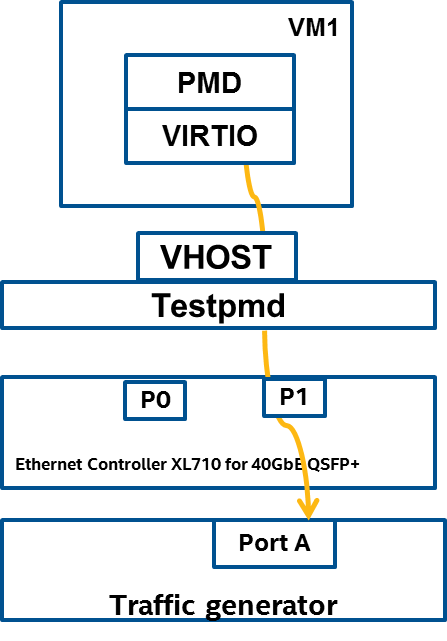 VM1
PMD
VIRTIO
VHOST
Testpmd
P0
P1
Ethernet Controller XL710 for 40GbE QSFP+
Port A
Traffic generator